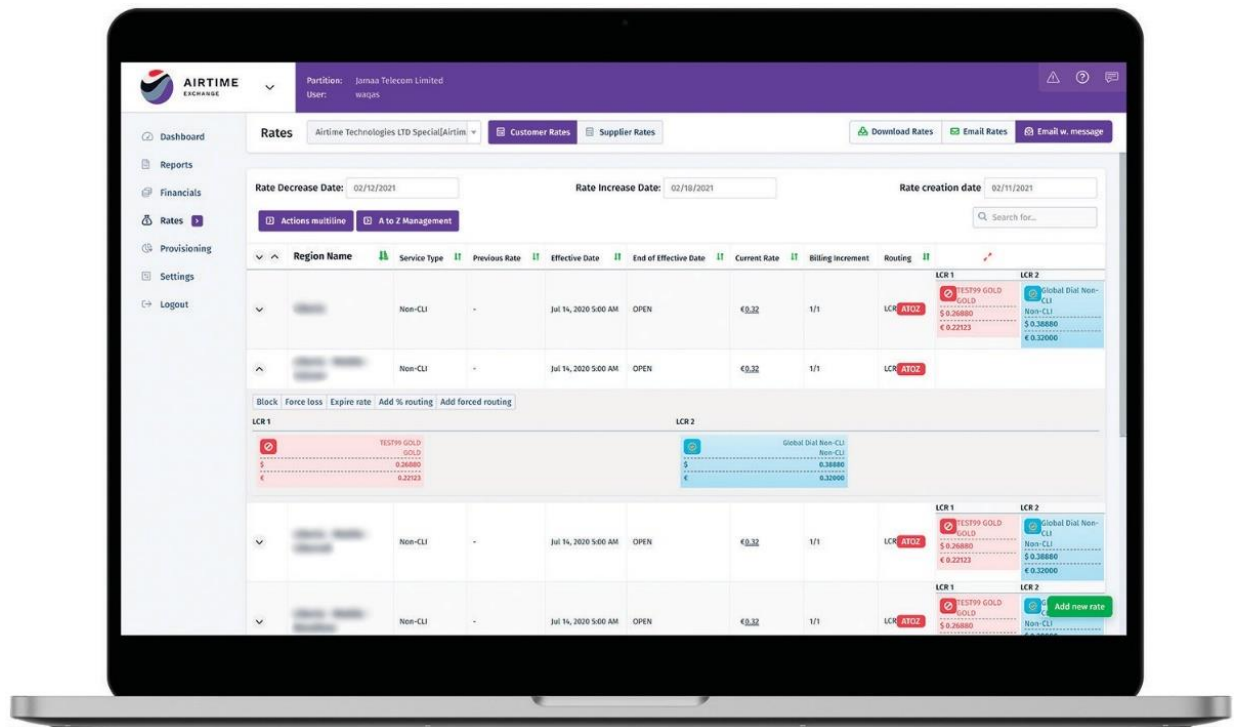 AIRTIME
EXCHANGE
Partition: Jamaa Telecom Limited
User: waqas
Dashboard
Reports
Financials
Rates
Provisioning
Settings
Logout
Rates
Airtime Technologies LTD Special[Airtim
Customer Rates
Supplier Rates
Download Rates
Email Rates
Email w. message
Rate Decrease Date: 02/12/2021
Rate Increase Date: 02/18/2021
Rate creation date 02/11/2021
Actions multiline
A to Z Management
Search for...
Region Name Service Type Previous Rate Effective Date End of Effective Date Current Rate Billing Increment Routing
LCR 1 LCR 2
Non-CLI - Jul 14, 2020 5:00 AM OPEN €0.32 1/1 LCR ATOZ
TEST99 GOLD
GOLD
$ 0.26880
€ 0.22123
Global Dial Non-
CLI
Non-CLI
$ 0.38880
€ 0.32000
Non-CLI - Jul 14, 2020 5:00 AM OPEN €0.32 1/1 LCR ATOZ
Block Force loss Expire rate Add % routing Add forced routing
LCR 1 LCR 2
TEST99 GOLD
GOLD
$ 0.26880
€ 0.22123
Global Dial Non-CLI
Non-CLI
$ 0.38880
€ 0.32000
LCR 1 LCR 2
Non-CLI - Jul 14, 2020 5:00 AM OPEN €0.32 1/1 LCR ATOZ
TEST99 GOLD
GOLD
$ 0.26880
€ 0.22123
Global Dial Non-
CLI
Non-CLI
$ 0.38880
€ 0.32000
LCR 1 LCR 2
Non-CLI - Jul 14, 2020 5:00 AM OPEN €0.32 1/1 LCR ATOZ
TEST99 GOLD
GOLD
$ 0.26880
Non-CLI
Add new rate